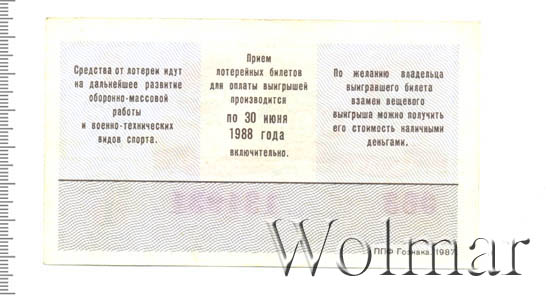 Средства от лотереи идут
на дальнейшее развитие
оборонно-массовой
работы
и военно-технических
видов спорта.
Прием
лотерейных билетов
для оплаты выигрышей
производится
по 30 июня
1988 года
включительно.
По желанию владельца
выигравшего билета
взамен вещевого
выигрыша можно получить
его стоимость наличными
деньгами.
ППФ Гознака. 1987
Wolmar